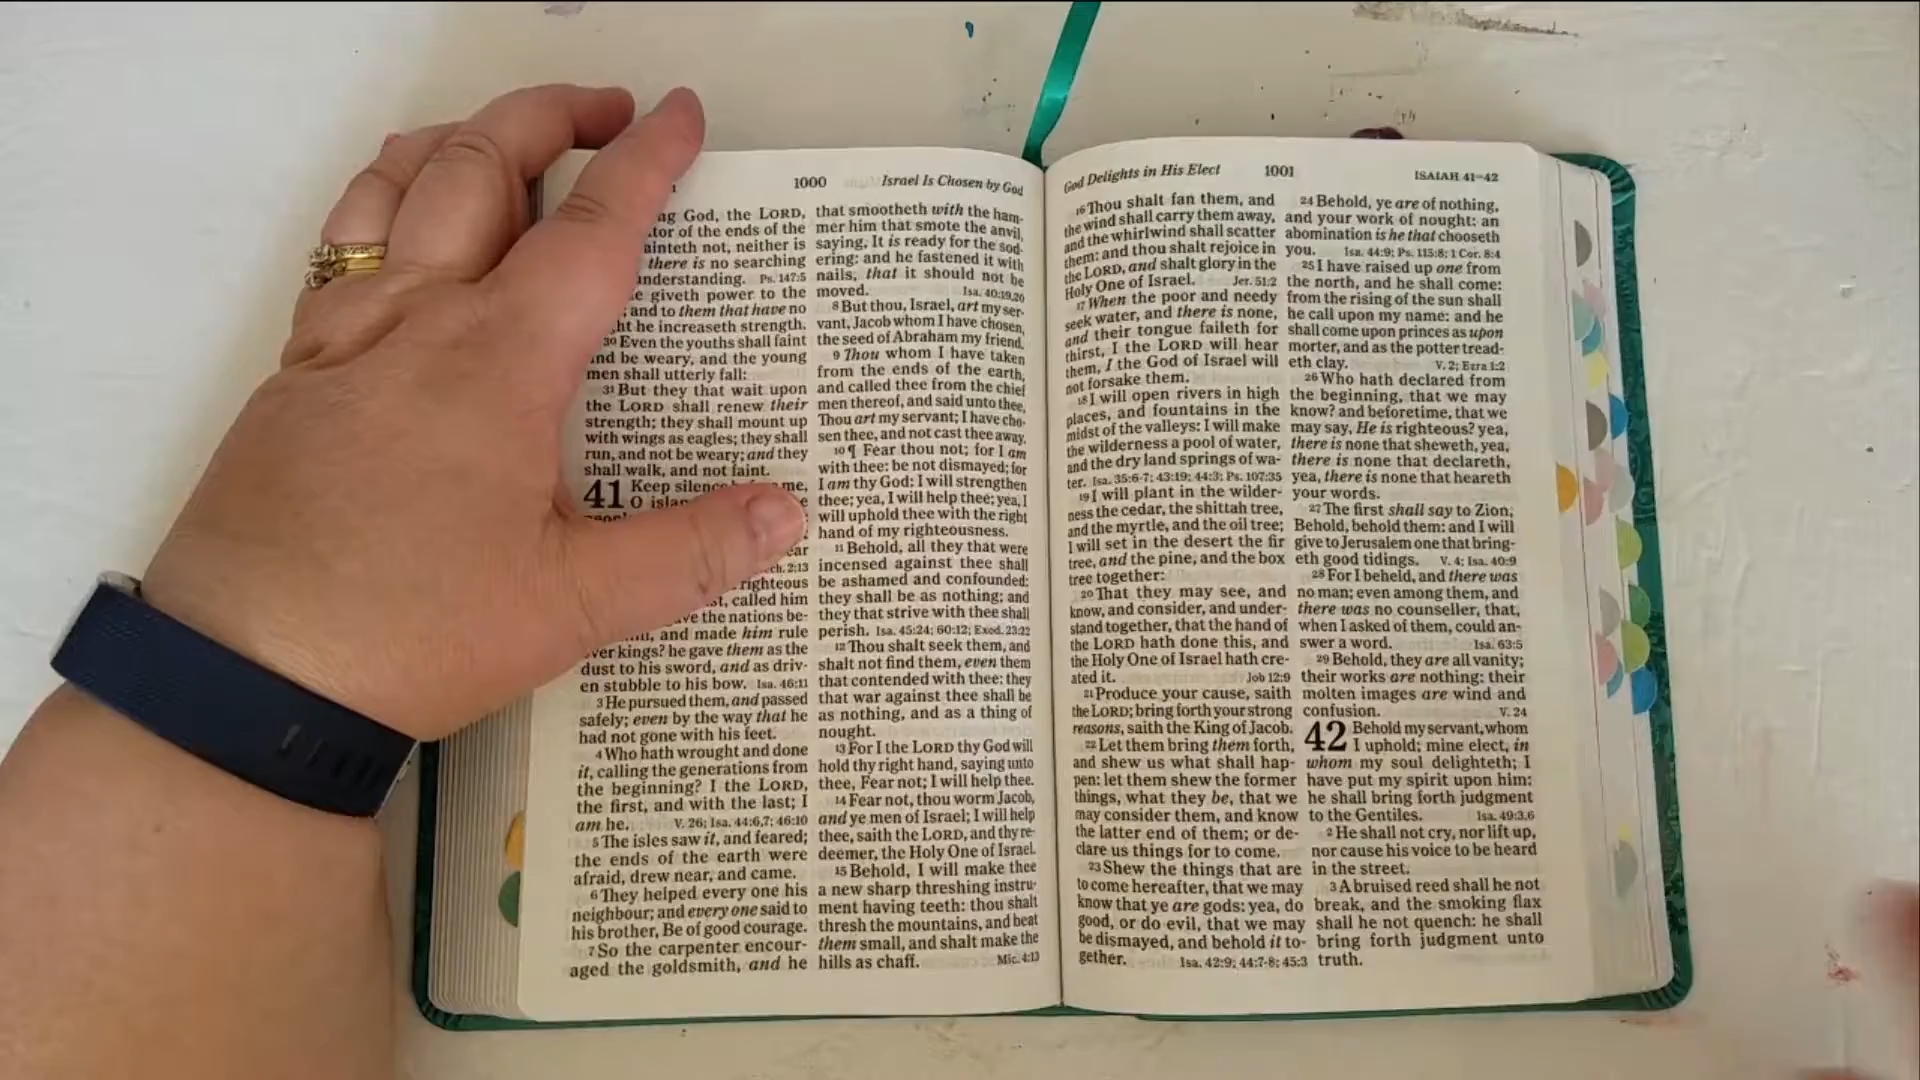 1000
Israel Is Chosen by God
God, the LORD,
of the ends of the
neither is
there is no searching
Ps. 147:5
giveth power to the
; and to them that have no
he increaseth strength.
30 Even the youths shall faint
and be weary, and the young
men shall utterly fall:
31 But they that wait upon
the LORD shall renew their
strength; they shall mount up
with wings as eagles; they shall
run, and not be weary; and they
shall walk, and not faint.
41 Keep silence me,
O
2:13
righteous
called him
the nations be-
and made him rule
over kings? he gave them as the
dust to his sword, and as driv-
en stubble to his bow. Isa. 46:11
3 He pursued them, and passed
safely; even by the way that he
had not gone with his feet.
4 Who hath wrought and done
it, calling the generations from
the beginning? I the LORD,
the first, and with the last; I
am he. V. 26; Isa. 44:6,7; 46:10
5 The isles saw it, and feared;
the ends of the earth were
afraid, drew near, and came.
6 They helped every one his
neighbour; and every one said to
his brother, Be of good courage.
7 So the carpenter encour-
aged the goldsmith, and he
that smootheth with the ham-
mer him that smote the anvil,
saying, It is ready for the sod-
ering: and he fastened it with
nails, that it should not be
moved. Isa. 40:19,20
8 But thou, Israel, art my ser-
vant, Jacob whom I have chosen,
the seed of Abraham my friend.
9 Thou whom I have taken
from the ends of the earth,
and called thee from the chief
men thereof, and said unto thee,
Thou art my servant; I have cho-
sen thee, and not cast thee away.
10 ¶ Fear thou not; for I am
with thee: be not dismayed; for
I am thy God: I will strengthen
thee; yea, I will help thee; yea, I
will uphold thee with the right
hand of my righteousness.
11 Behold, all they that were
incensed against thee shall
be ashamed and confounded:
they shall be as nothing; and
they that strive with thee shall
perish. Isa. 45:24; 60:12; Exod. 23:22
12 Thou shalt seek them, and
shalt not find them, even them
that contended with thee: they
that war against thee shall be
as nothing, and as a thing of
nought.
13 For I the LORD thy God will
hold thy right hand, saying unto
thee, Fear not; I will help thee.
14 Fear not, thou worm Jacob,
and ye men of Israel; I will help
thee, saith the LORD, and thy re-
deemer, the Holy One of Israel.
15 Behold, I will make thee
a new sharp threshing instru-
ment having teeth: thou shalt
thresh the mountains, and beat
them small, and shalt make the
hills as chaff. Mic. 4:13
God Delights in His Elect
1001
ISAIAH 41–42
16 Thou shalt fan them, and
the wind shall carry them away,
and the whirlwind shall scatter
them: and thou shalt rejoice in
the LORD, and shalt glory in the
Holy One of Israel. Jer. 51:2
17 When the poor and needy
seek water, and there is none,
and their tongue faileth for
thirst, I the LORD will hear
them, I the God of Israel will
not forsake them.
18 I will open rivers in high
places, and fountains in the
midst of the valleys: I will make
the wilderness a pool of water,
and the dry land springs of wa-
ter. Isa. 35:6-7; 43:19; 44:3; Ps. 107:35
19 I will plant in the wilder-
ness the cedar, the shittah tree,
and the myrtle, and the oil tree;
I will set in the desert the fir
tree, and the pine, and the box
tree together:
20 That they may see, and
know, and consider, and under-
stand together, that the hand of
the LORD hath done this, and
the Holy One of Israel hath cre-
ated it. Job 12:9
21 Produce your cause, saith
the LORD; bring forth your strong
reasons, saith the King of Jacob.
22 Let them bring them forth,
and shew us what shall hap-
pen: let them shew the former
things, what they be, that we
may consider them, and know
the latter end of them; or de-
clare us things for to come.
23 Shew the things that are
to come hereafter, that we may
know that ye are gods: yea, do
good, or do evil, that we may
be dismayed, and behold it to-
gether. Isa. 42:9; 44:7-8; 45:3
24 Behold, ye are of nothing,
and your work of nought: an
abomination is he that chooseth
you. Isa. 44:9; Ps. 115:8; 1 Cor. 8:4
25 I have raised up one from
the north, and he shall come:
from the rising of the sun shall
he call upon my name: and he
shall come upon princes as upon
morter, and as the potter tread-
eth clay. V. 2; Ezra 1:2
26 Who hath declared from
the beginning, that we may
know? and beforetime, that we
may say, He is righteous? yea,
there is none that sheweth, yea,
there is none that declareth,
yea, there is none that heareth
your words.
27 The first shall say to Zion,
Behold, behold them: and I will
give to Jerusalem one that bring-
eth good tidings. V. 4; Isa. 40:9
28 For I beheld, and there was
no man; even among them, and
there was no counseller, that,
when I asked of them, could an-
swer a word. Isa. 63:5
29 Behold, they are all vanity;
their works are nothing: their
molten images are wind and
confusion. V. 24
42 Behold my servant, whom
I uphold; mine elect, in
whom my soul delighteth; I
have put my spirit upon him:
he shall bring forth judgment
to the Gentiles. Isa. 49:3,6
2 He shall not cry, nor lift up,
nor cause his voice to be heard
in the street.
3 A bruised reed shall he not
break, and the smoking flax
shall he not quench: he shall
bring forth judgment unto
truth.